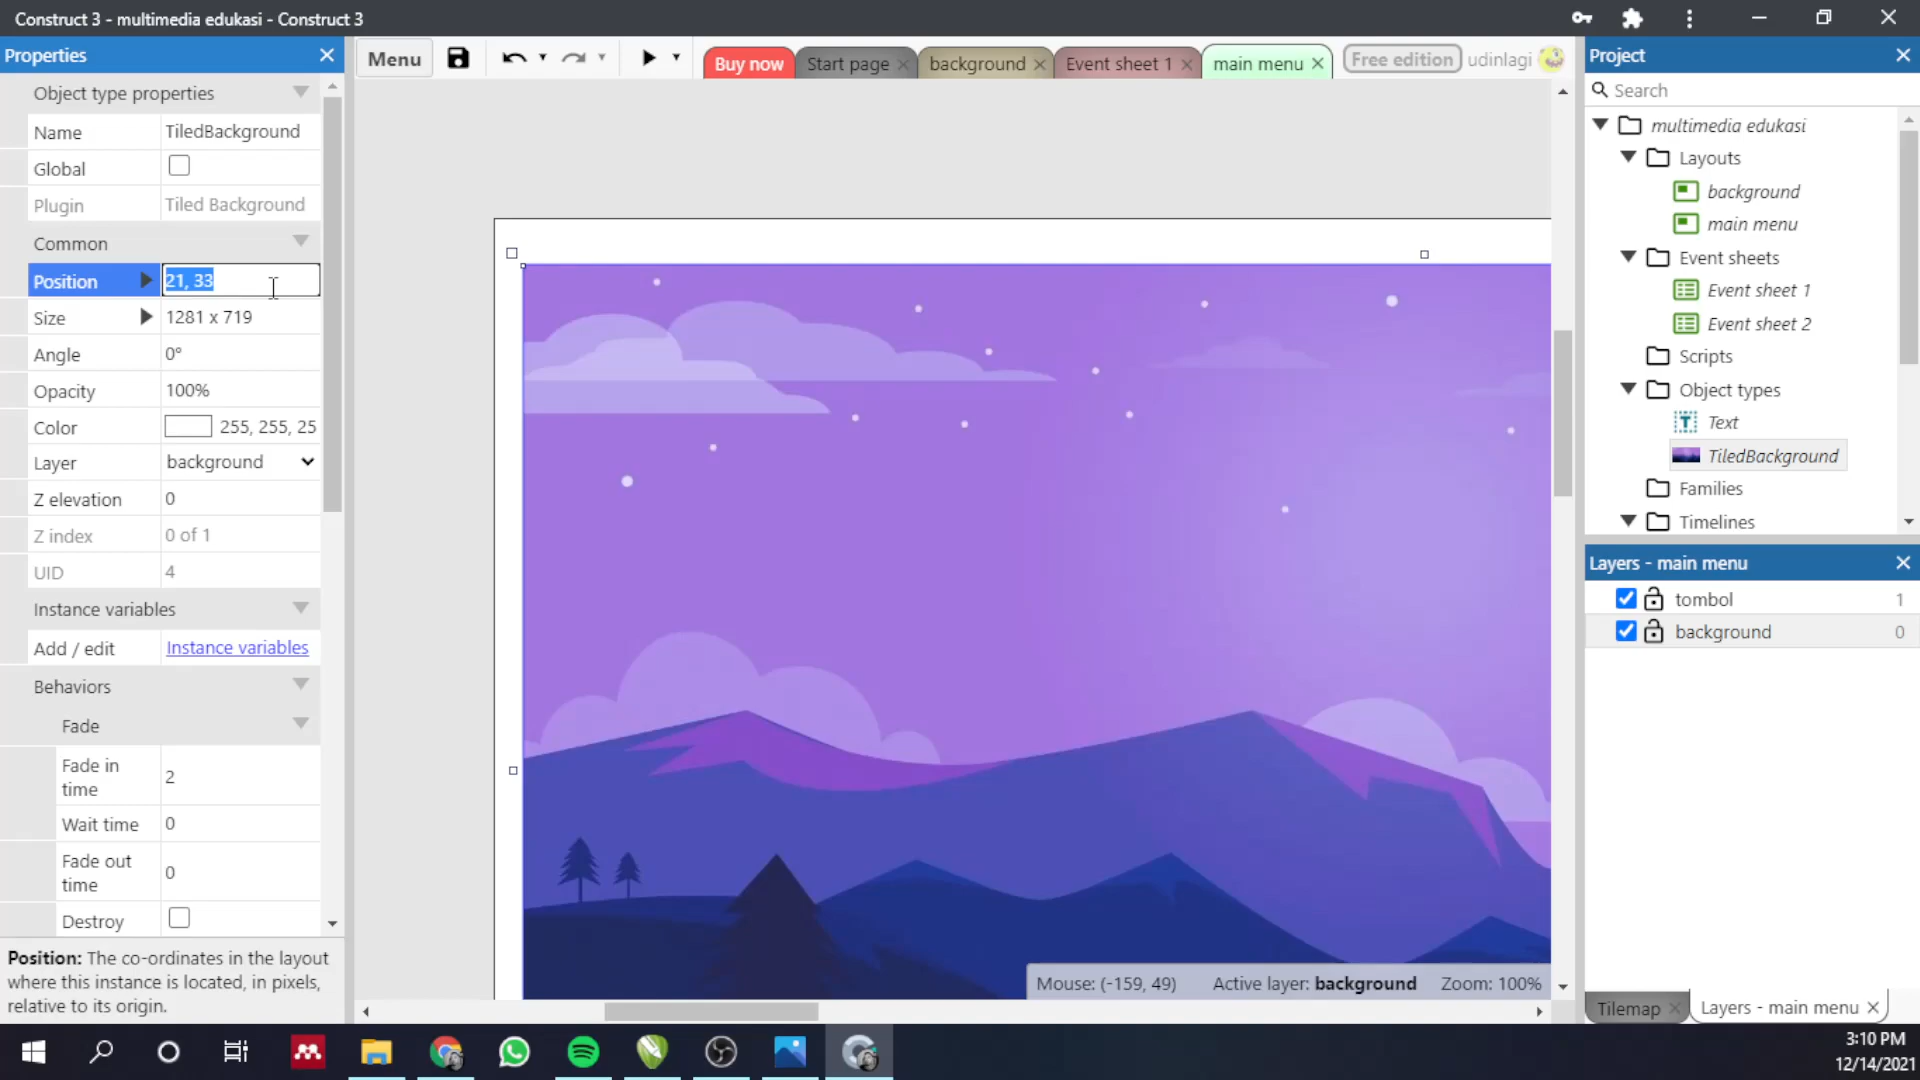 Construct 3 - multimedia edukasi - Construct 3
Properties
Object type properties
Name TiledBackground
Global
Plugin Tiled Background
Common
Position 21, 33
Size 1281 x 719
Angle 0°
Opacity 100%
Color 255, 255, 25
Layer background
Z elevation 0
Z index 0 of 1
UID 4
Instance variables
Add / edit Instance variables
Behaviors
Fade
Fade in time 2
Wait time 0
Fade out time 0
Destroy
Position: The co-ordinates in the layout
where this instance is located, in pixels,
relative to its origin.
Menu
Buy now
Start page
background
Event sheet 1
main menu
Free edition
udinlagi
Mouse: (-159, 49) Active layer: background Zoom: 100%
Project
Search
multimedia edukasi
Layouts
background
main menu
Event sheets
Event sheet 1
Event sheet 2
Scripts
Object types
Text
TiledBackground
Families
Timelines
Layers - main menu
tombol 1
background 0
Tilemap
Layers - main menu
3:10 PM
12/14/2021